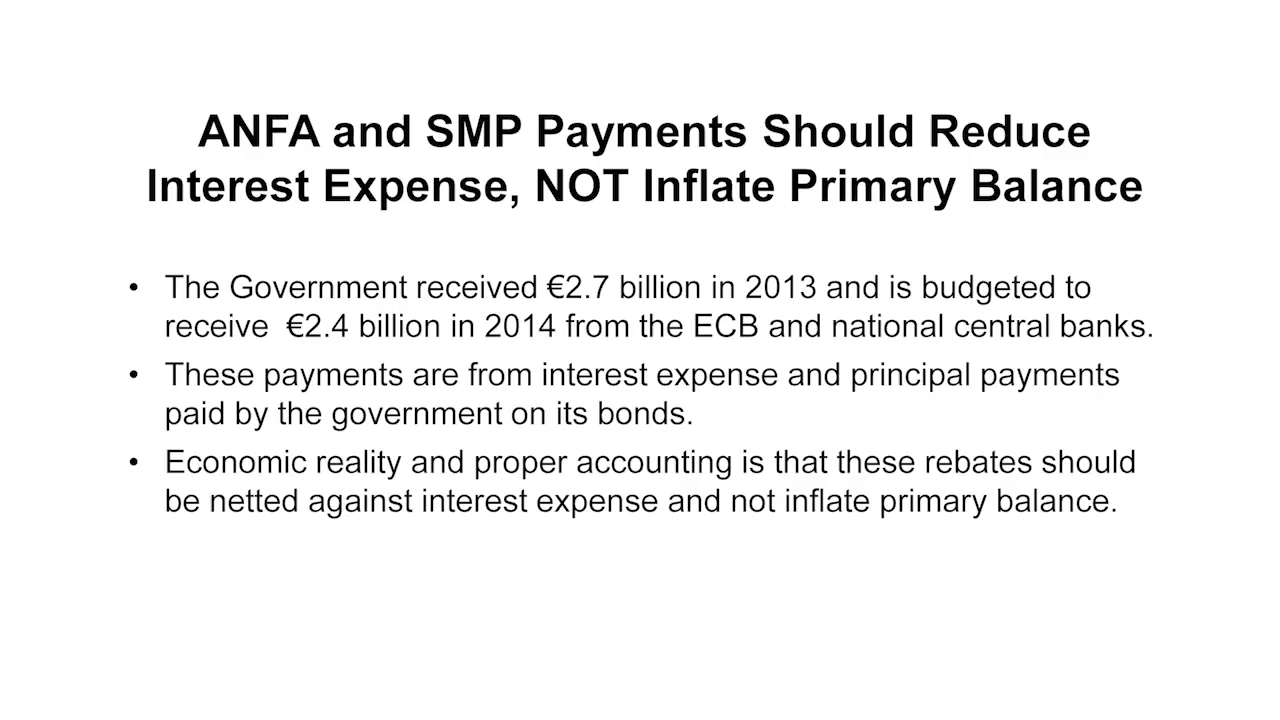 ANFA and SMP Payments Should Reduce
Interest Expense, NOT Inflate Primary Balance
• The Government received €2.7 billion in 2013 and is budgeted to
receive  €2.4 billion in 2014 from the ECB and national central banks.
• These payments are from interest expense and principal payments
paid by the government on its bonds.
• Economic reality and proper accounting is that these rebates should
be netted against interest expense and not inflate primary balance.